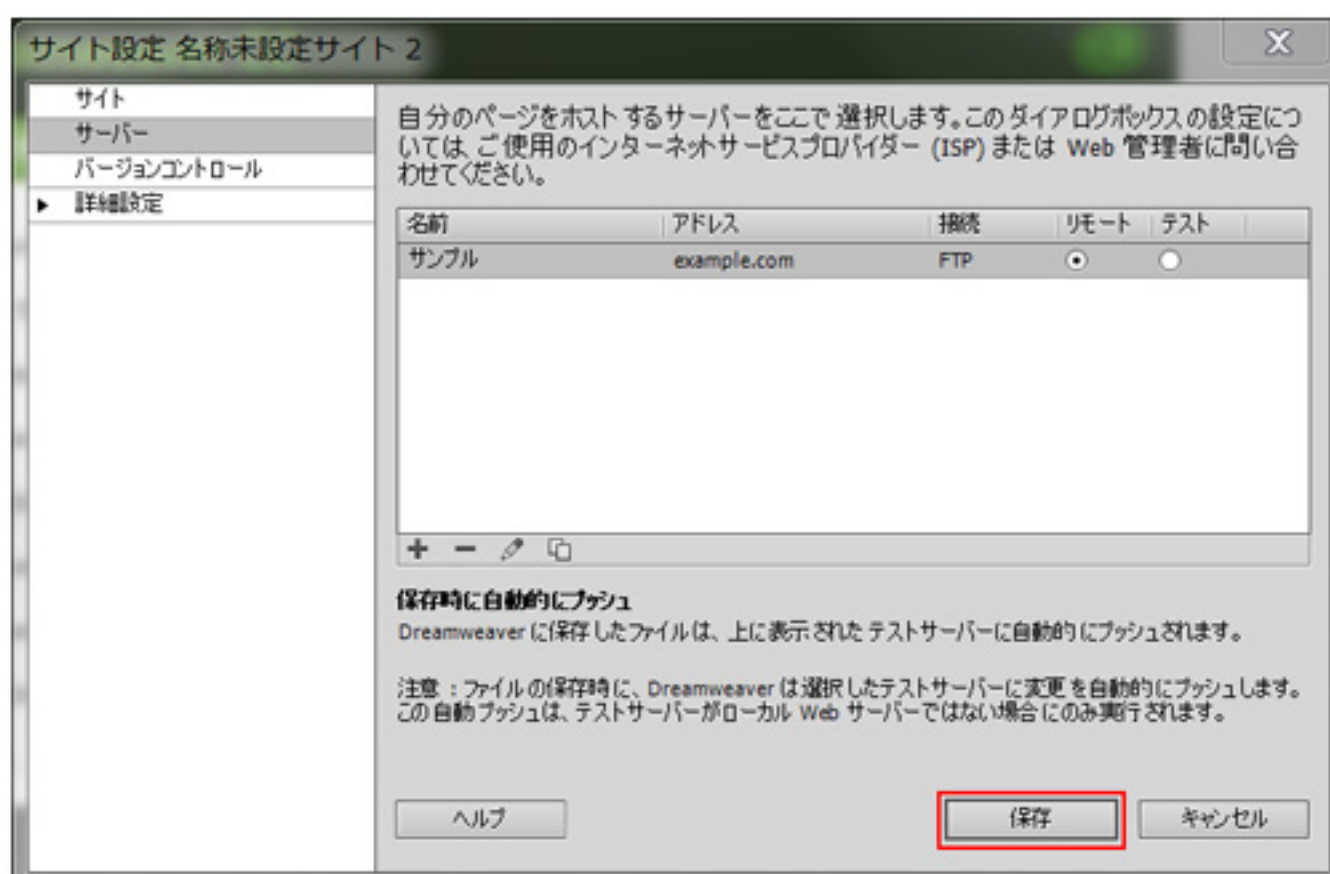 サイト設定 名称未設定サイト 2
サイト
サーバー
バージョンコントロール
詳細設定
自分のページをホストするサーバーをここで選択します。このダイアログボックスの設定につ
いては、ご使用のインターネットサービスプロバイダー (ISP) または Web 管理者に問い合
わせてください。
名前 アドレス 接続 リモート テスト
サンプル example.com FTP
保存時に自動的にプッシュ
Dreamweaver に保存したファイルは、上に表示されたテストサーバーに自動的にプッシュされます。
注意 : ファイルの保存時に、Dreamweaver は選択したテストサーバーに変更を自動的にプッシュします。
この自動プッシュは、テストサーバーがローカル Web サーバーではない場合にのみ実行されます。
ヘルプ 保存 キャンセル